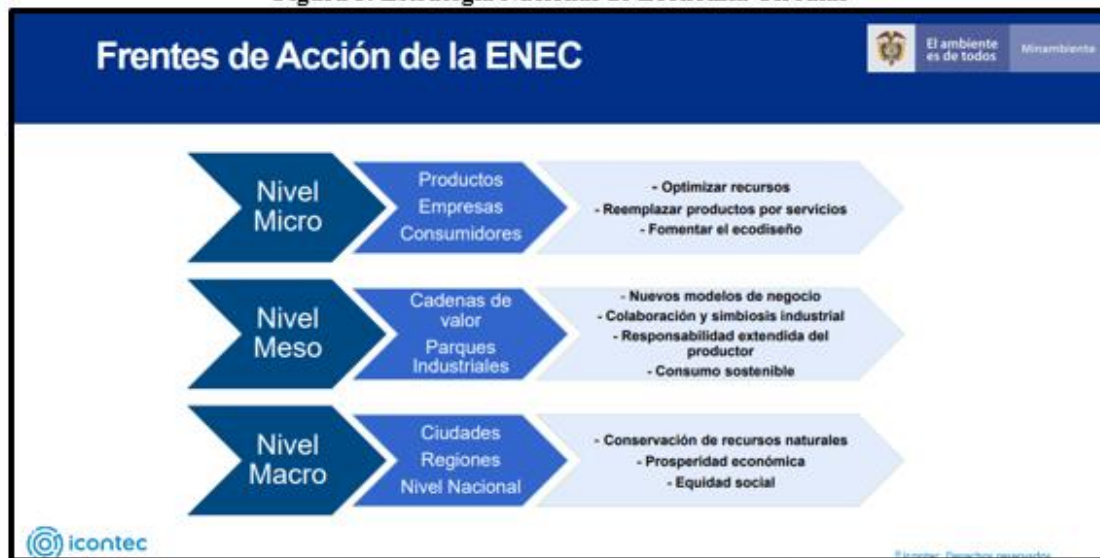 Frentes de Acción de la ENEC
El ambiente
es de todos
Minambiente
Nivel
Micro
Productos
Empresas
Consumidores
- Optimizar recursos
- Reemplazar productos por servicios
- Fomentar el ecodiseño
Nivel
Meso
Cadenas de
valor
Parques
Industriales
- Nuevos modelos de negocio
- Colaboración y simbiosis industrial
- Responsabilidad extendida del
productor
- Consumo sostenible
Nivel
Macro
Ciudades
Regiones
Nivel Nacional
- Conservación de recursos naturales
- Prosperidad económica
- Equidad social
icontec